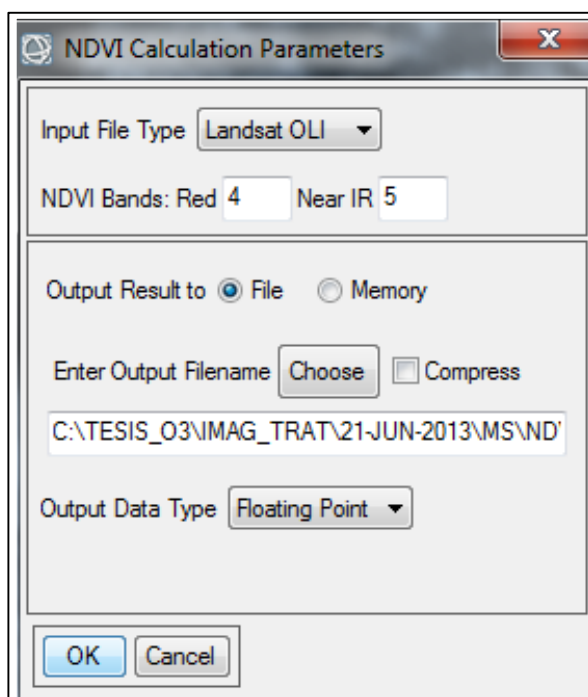 NDVI Calculation Parameters
Input File Type Landsat OLI
NDVI Bands: Red 4 Near IR 5
Output Result to File Memory
Enter Output Filename Choose Compress
C:\TESIS_O3\IMAG_TRAT\21-JUN-2013\MS\ND
Output Data Type Floating Point
OK Cancel